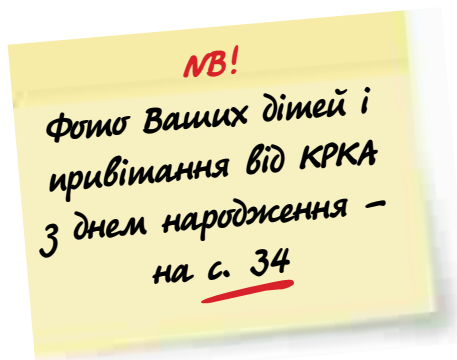 NB!
Фото Ваших дітей і
привітання від КРКА
З днем народження –
на с. 34